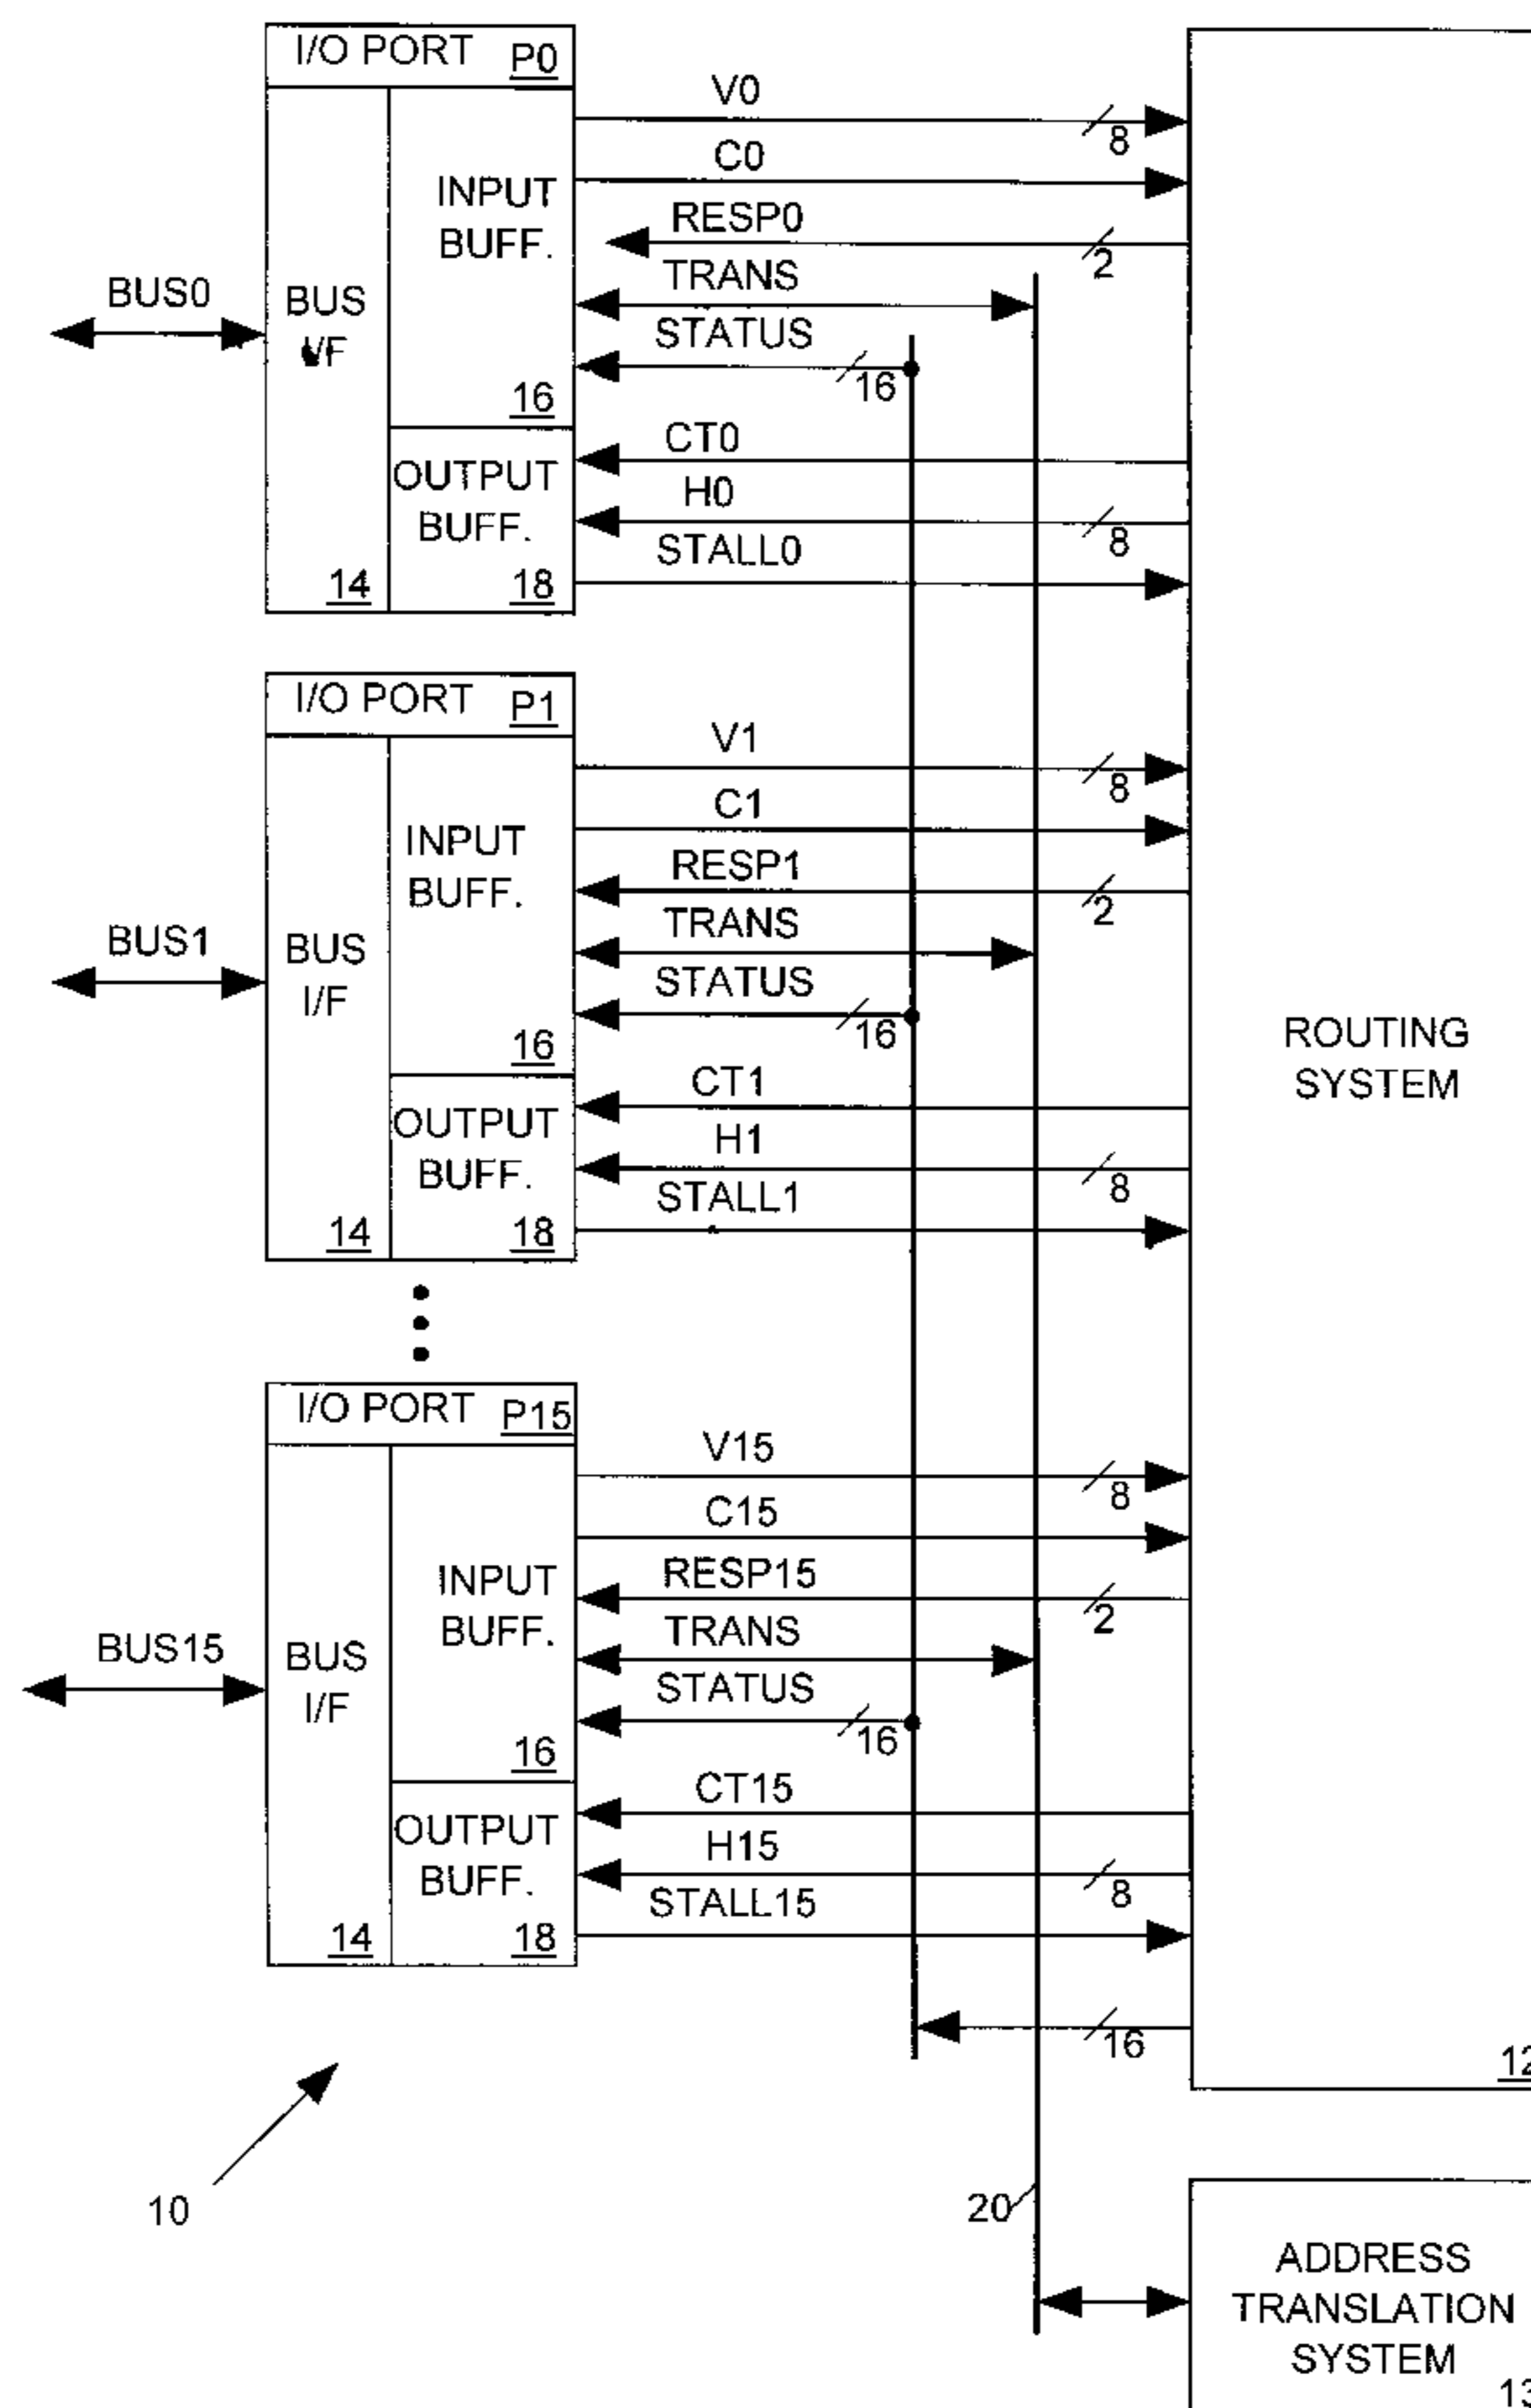 I/O PORT P0
V0
8
C0
INPUT
BUFF.
RESP0
2
TRANS
BUS0
BUS
I/F
STATUS
16
16
CT0
OUTPUT
BUFF.
H0
8
STALL0
14
18
I/O PORT P1
V1
8
C1
INPUT
BUFF.
RESP1
2
TRANS
BUS1
BUS
I/F
STATUS
16
16
CT1
OUTPUT
BUFF.
H1
8
STALL1
14
18
ROUTING
SYSTEM
I/O PORT P15
V15
8
C15
INPUT
BUFF.
RESP15
2
TRANS
BUS15
BUS
I/F
STATUS
16
16
CT15
OUTPUT
BUFF.
H15
8
STALL15
14
18
16
12
10
20
ADDRESS
TRANSLATION
SYSTEM
13